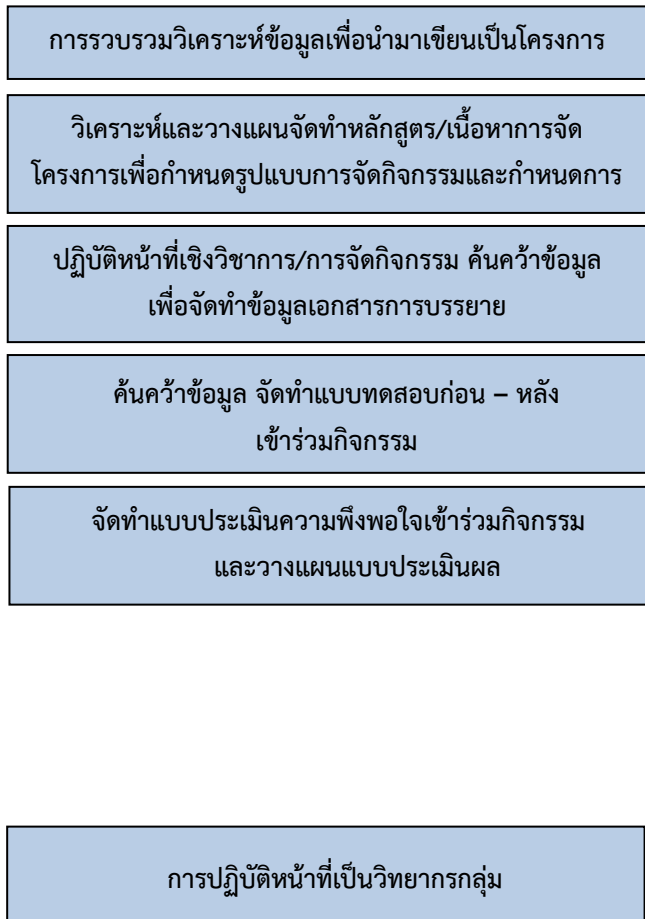 การรวบรวมวิเคราะห์ข้อมูลเพื่อนำมาเขียนเป็นโครงการ
วิเคราะห์และวางแผนจัดทำหลักสูตร/เนื้อหาการจัด
โครงการเพื่อกำหนดรูปแบบการจัดกิจกรรมและกำหนดการ
ปฏิบัติหน้าที่เชิงวิชาการ/การจัดกิจกรรม ค้นคว้าข้อมูล
เพื่อจัดทำข้อมูลเอกสารการบรรยาย
ค้นคว้าข้อมูล จัดทำแบบทดสอบก่อน – หลัง
เข้าร่วมกิจกรรม
จัดทำแบบประเมินความพึงพอใจเข้าร่วมกิจกรรม
และวางแผนแบบประเมินผล
การปฏิบัติหน้าที่เป็นวิทยากรกลุ่ม